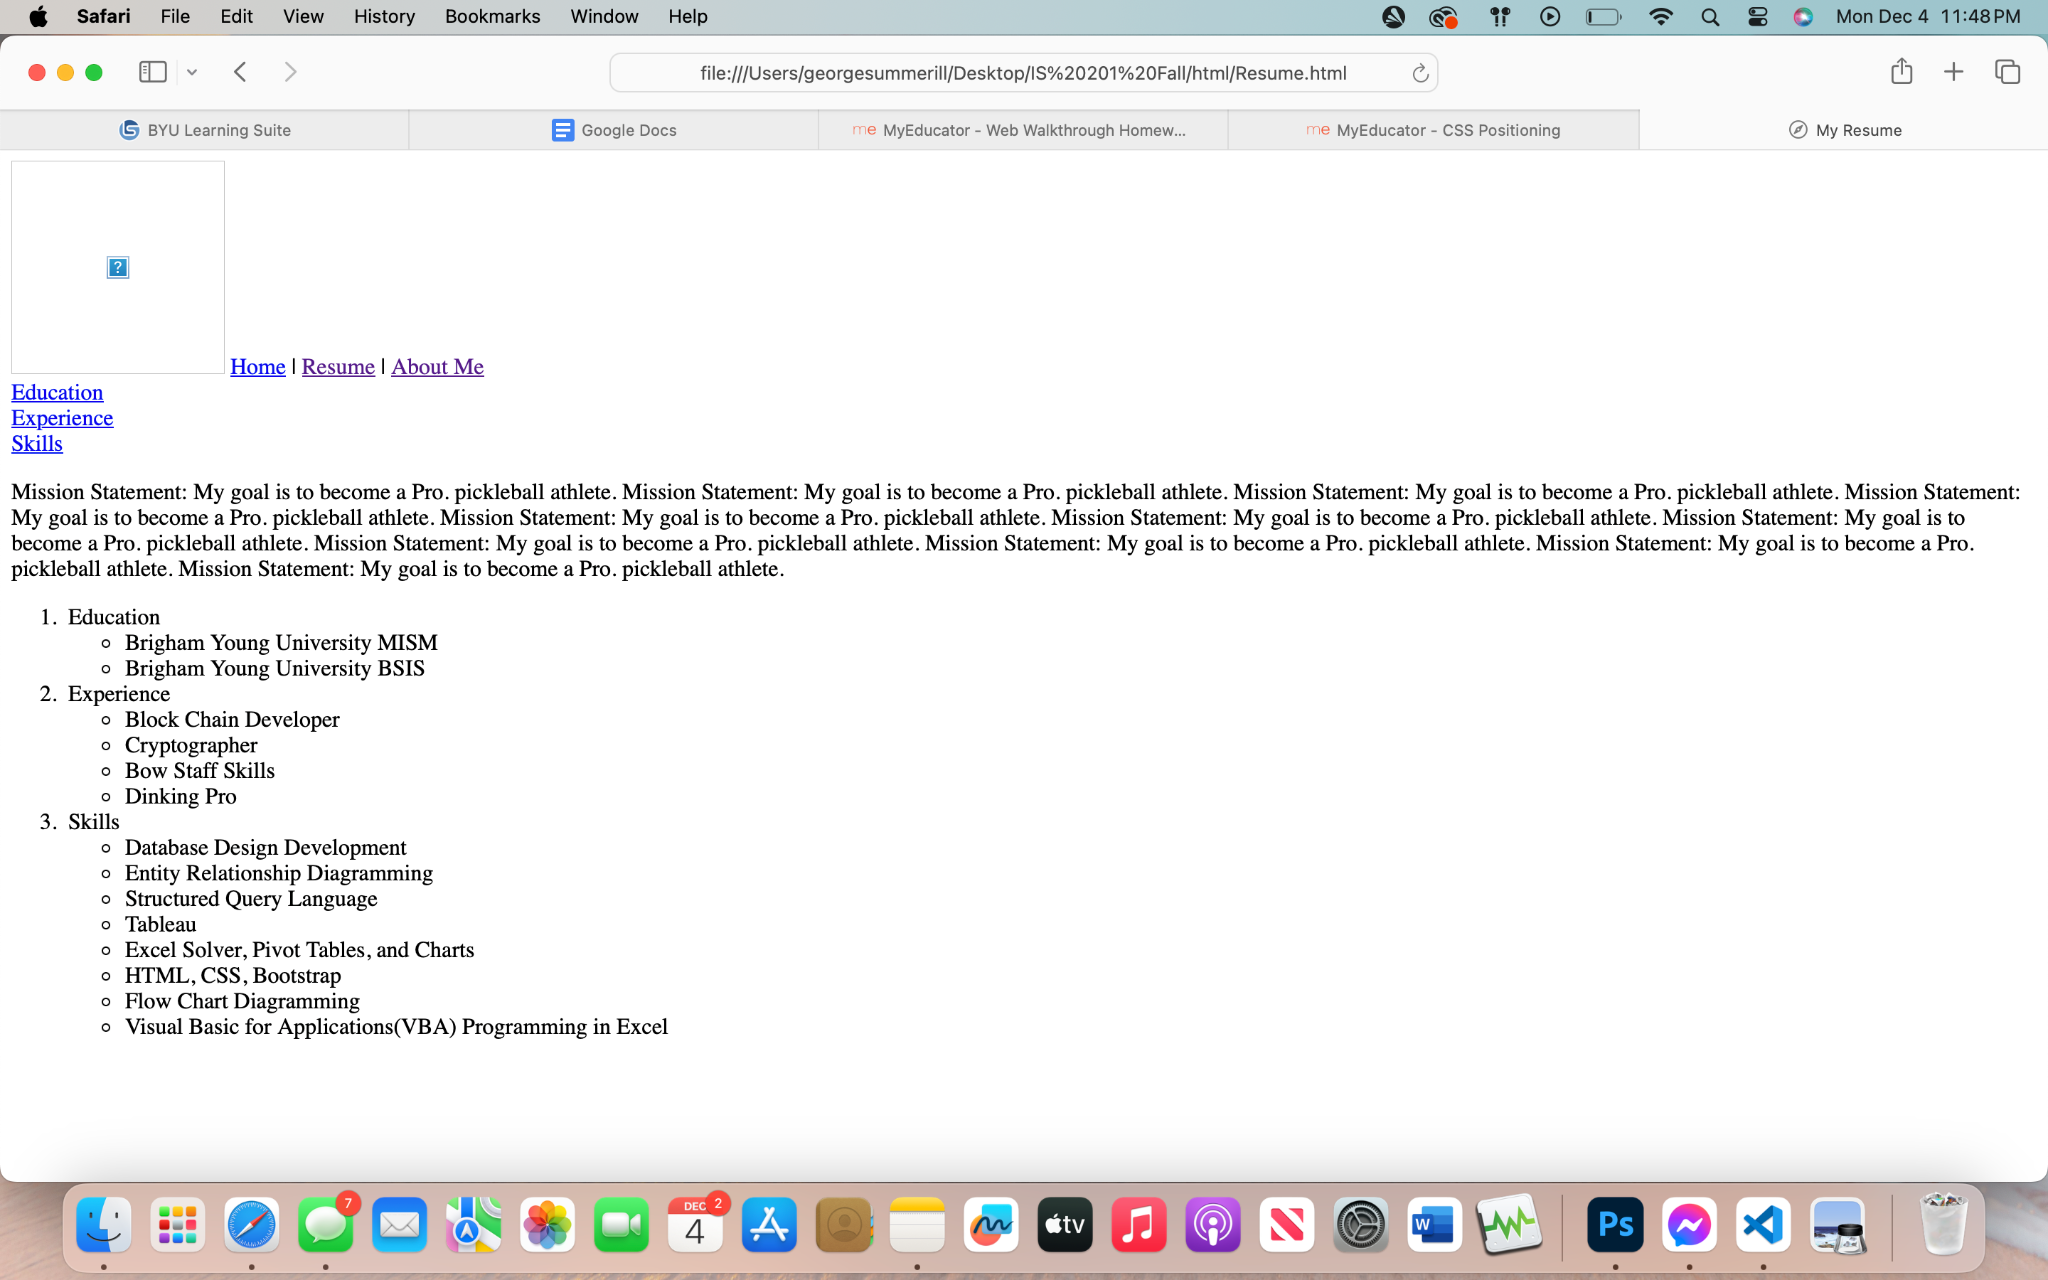 Safari File Edit View History Bookmarks Window Help Mon Dec 4 11:48 PM
file:///Users/georgesummerill/Desktop/IS%20201%20Fall/html/Resume.html
BYU Learning Suite
Google Docs
me MyEducator - Web Walkthrough Homew...
me MyEducator - CSS Positioning
My Resume
?
Home | Resume | About Me
Education
Experience
Skills
Mission Statement: My goal is to become a Pro. pickleball athlete. Mission Statement: My goal is to become a Pro. pickleball athlete. Mission Statement: My goal is to become a Pro. pickleball athlete. Mission Statement:
My goal is to become a Pro. pickleball athlete. Mission Statement: My goal is to become a Pro. pickleball athlete. Mission Statement: My goal is to become a Pro. pickleball athlete. Mission Statement: My goal is to
become a Pro. pickleball athlete. Mission Statement: My goal is to become a Pro. pickleball athlete. Mission Statement: My goal is to become a Pro. pickleball athlete. Mission Statement: My goal is to become a Pro.
pickleball athlete. Mission Statement: My goal is to become a Pro. pickleball athlete.
1. Education
Brigham Young University MISM
Brigham Young University BSIS
2. Experience
Block Chain Developer
Cryptographer
Bow Staff Skills
Dinking Pro
3. Skills
Database Design Development
Entity Relationship Diagramming
Structured Query Language
Tableau
Excel Solver, Pivot Tables, and Charts
HTML, CSS, Bootstrap
Flow Chart Diagramming
Visual Basic for Applications(VBA) Programming in Excel
7
DEC 2
4
tv
W
Ps